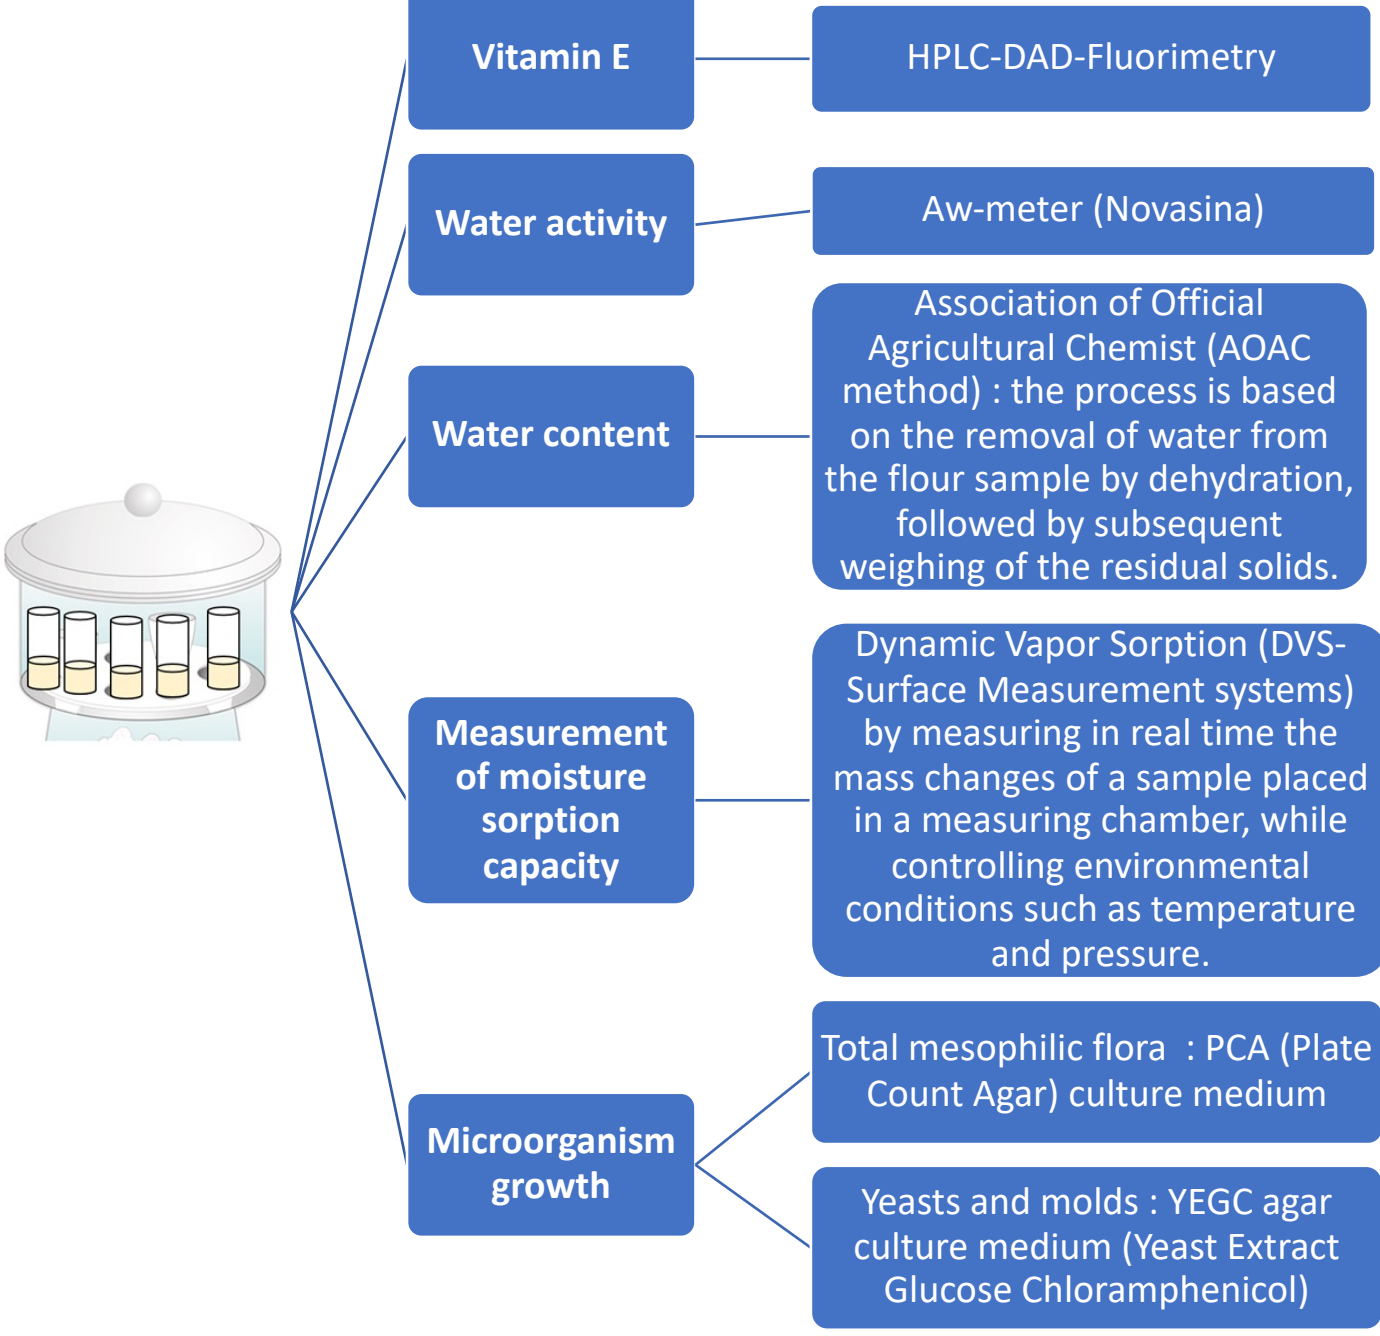 Vitamin E
HPLC-DAD-Fluorimetry
Water activity
Aw-meter (Novasina)
Water content
Association of Official
Agricultural Chemist (AOAC
method) : the process is based
on the removal of water from
the flour sample by dehydration,
followed by subsequent
weighing of the residual solids.
Measurement
of moisture
sorption
capacity
Dynamic Vapor Sorption (DVS-
Surface Measurement systems)
by measuring in real time the
mass changes of a sample placed
in a measuring chamber, while
controlling environmental
conditions such as temperature
and pressure.
Microorganism
growth
Total mesophilic flora  : PCA (Plate
Count Agar) culture medium
Yeasts and molds : YEGC agar
culture medium (Yeast Extract
Glucose Chloramphenicol)